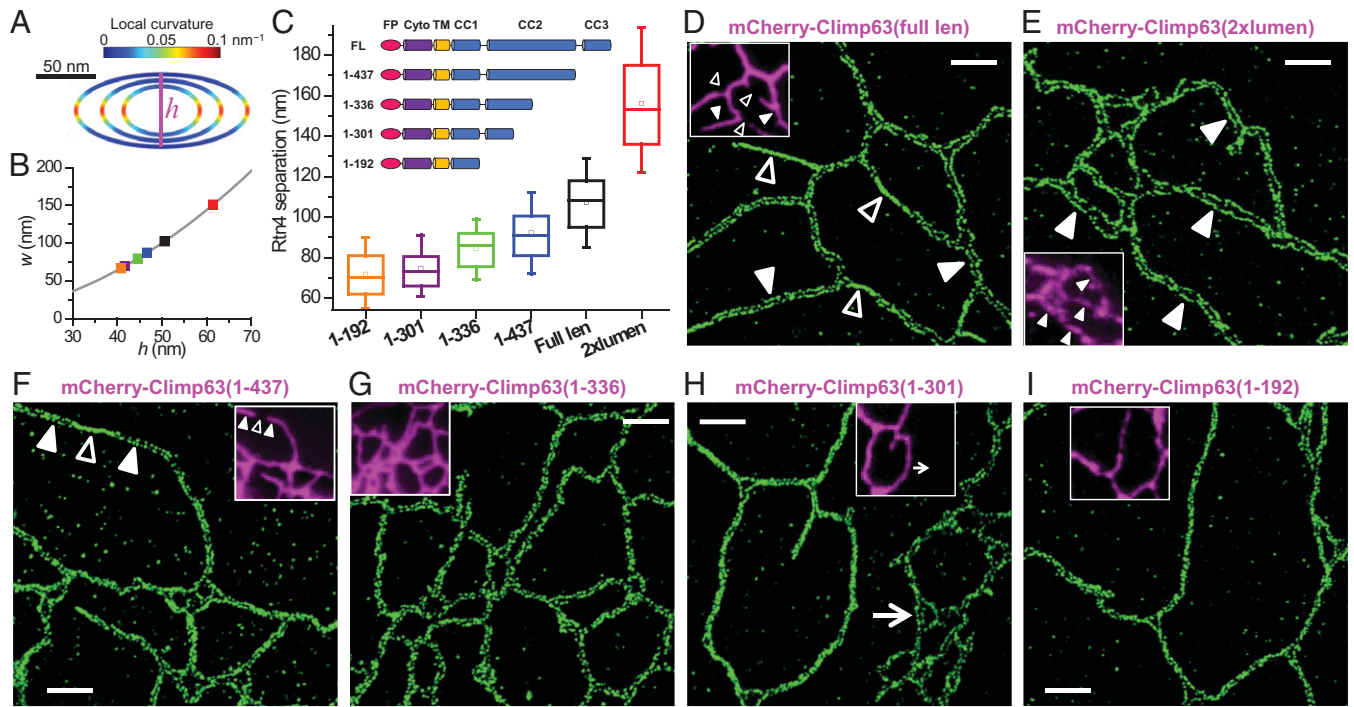 A
Local curvature
0 0.05 0.1 nm⁻¹
50 nm
h
B
w (nm)
200
150
100
50
0
30 40 50 60 70
h (nm)
C
FP Cyto TM CC1 CC2 CC3
FL
1-437
1-336
1-301
1-192
Rtn4 separation (nm)
180
160
140
120
100
80
60
1-192 1-301 1-336 1-437 Full len 2xlumen
D mCherry-Climp63(full len)
E mCherry-Climp63(2xlumen)
F mCherry-Climp63(1-437)
G mCherry-Climp63(1-336)
H mCherry-Climp63(1-301)
I mCherry-Climp63(1-192)